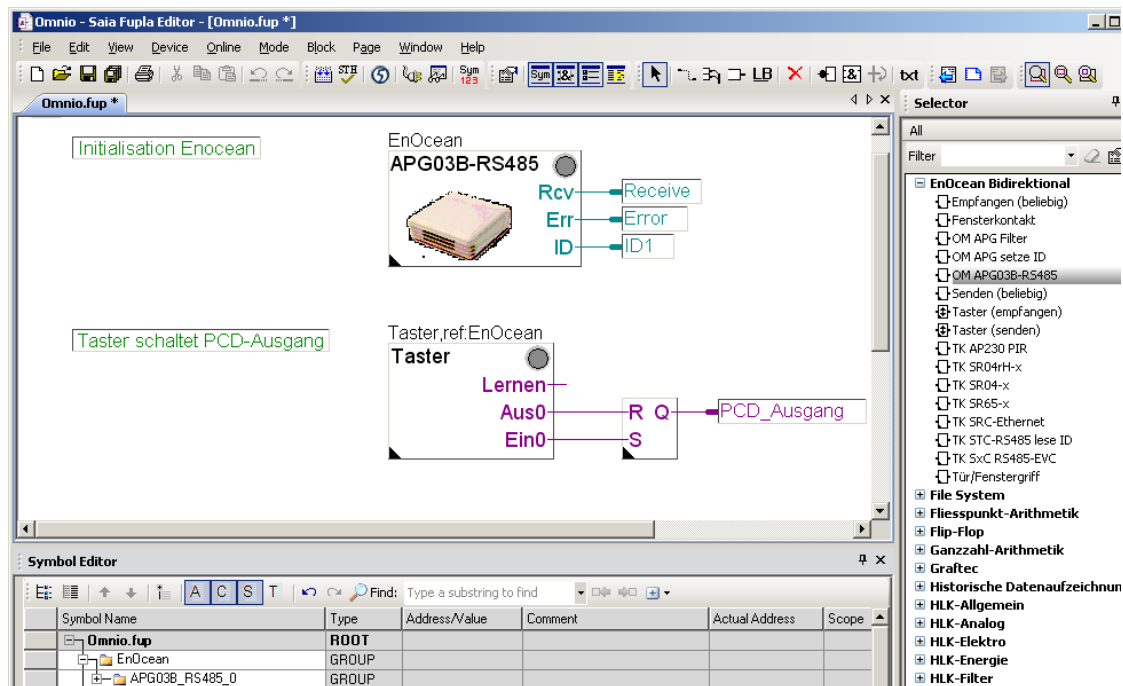 Omnio - Saia Fupla Editor - [Omnio.fup *]
File Edit View Device Online Mode Block Page Window Help
STH Sym 123 Sym LB txt
Omnio.fup *
Initialisation Enocean
EnOcean
APG03B-RS485
Rcv Receive
Err Error
ID ID1
Taster schaltet PCD-Ausgang
Taster,ref:EnOcean
Taster
Lernen
Aus0 R Q PCD_Ausgang
Ein0 S
Selector
All
Filter
EnOcean Bidirektional
Empfangen (beliebig)
Fensterkontakt
OM APG Filter
OM APG setze ID
OM APG03B-RS485
Senden (beliebig)
Taster (empfangen)
Taster (senden)
TK AP230 PIR
TK SR04rH-x
TK SR04-x
TK SR65-x
TK SRC-Ethernet
TK STC-RS485 lese ID
TK SxC RS485-EVC
Tür/Fenstergriff
File System
Fliesspunkt-Arithmetik
Flip-Flop
Ganzzahl-Arithmetik
Graftec
Historische Datenaufzeichnun
HLK-Allgemein
HLK-Analog
HLK-Elektro
HLK-Energie
HLK-Filter
Symbol Editor
A C S T Find: Type a substring to find
Symbol Name Type Address/Value Comment Actual Address Scope
Omnio.fup ROOT
EnOcean GROUP
APG03B_RS485_0 GROUP